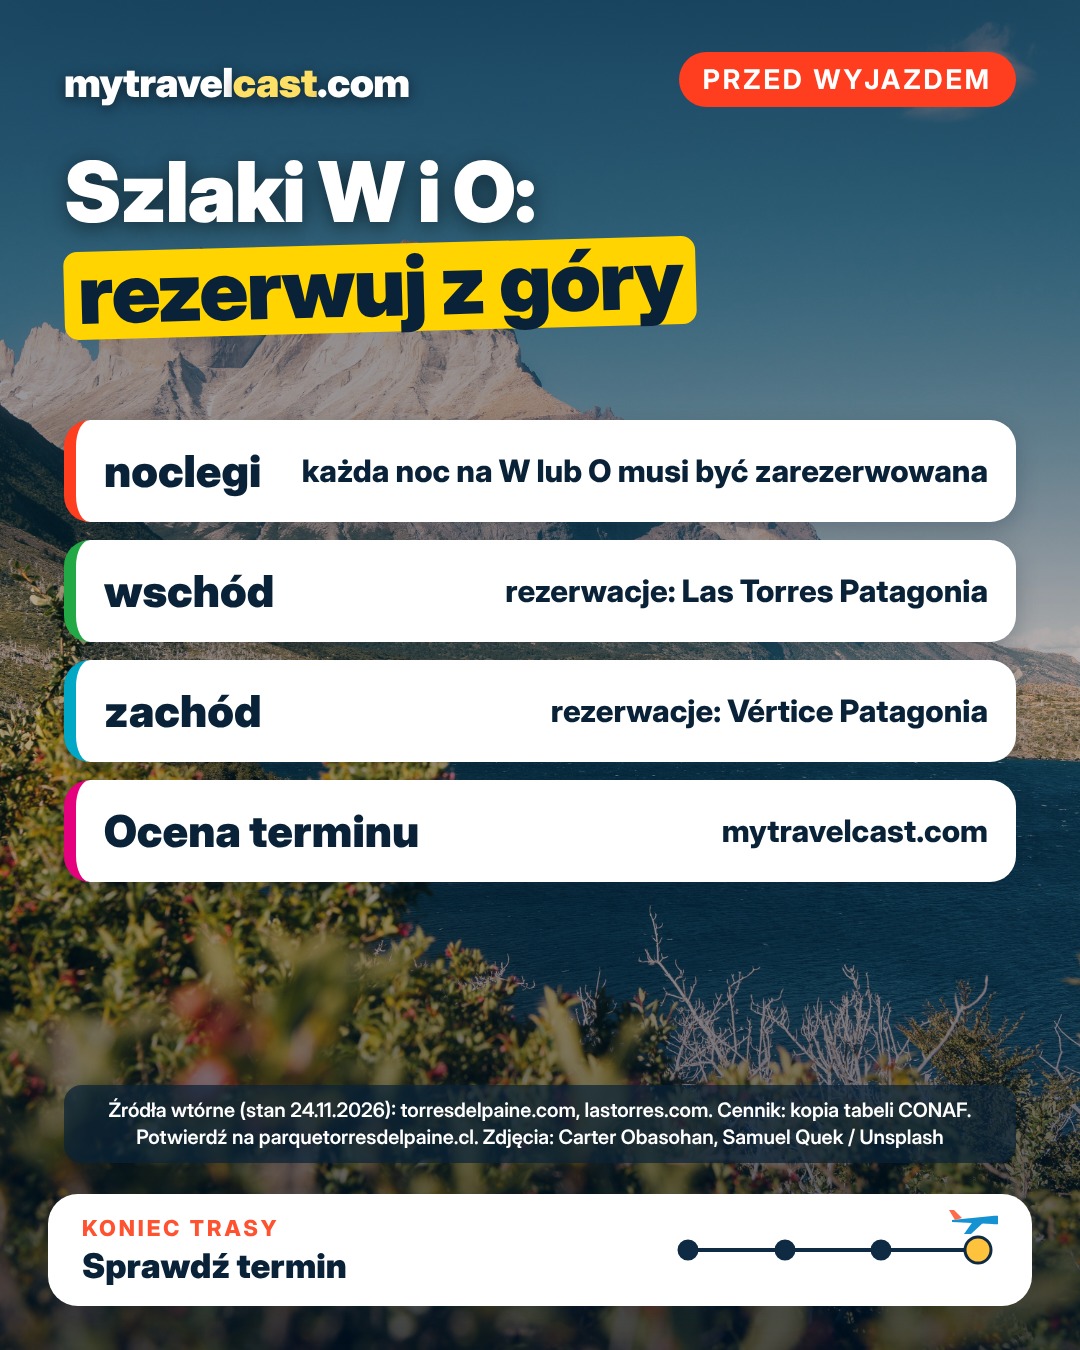 mytravelcast.com
PRZED WYJAZDEM
Szlaki W i O:
rezerwuj z góry
noclegi każda noc na W lub O musi być zarezerwowana
wschód rezerwacje: Las Torres Patagonia
zachód rezerwacje: Vértice Patagonia
Ocena terminu mytravelcast.com
Źródła wtórne (stan 24.11.2026): torresdelpaine.com, lastorres.com. Cennik: kopia tabeli CONAF.
Potwierdź na parquetorresdelpaine.cl. Zdjęcia: Carter Obasohan, Samuel Quek / Unsplash
KONIEC TRASY
Sprawdź termin